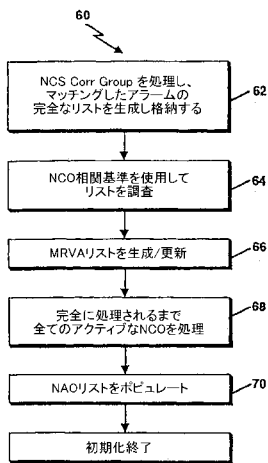 60
NCS Corr Group を処理し、
マッチングしたアラームの
完全なリストを生成し格納する
62
NCO相関基準を使用して
リストを調査
64
MRVAリストを生成/更新
66
完全に処理されるまで
全てのアクティブなNCOを処理
68
NAOリストをポピュレート
70
初期化終了